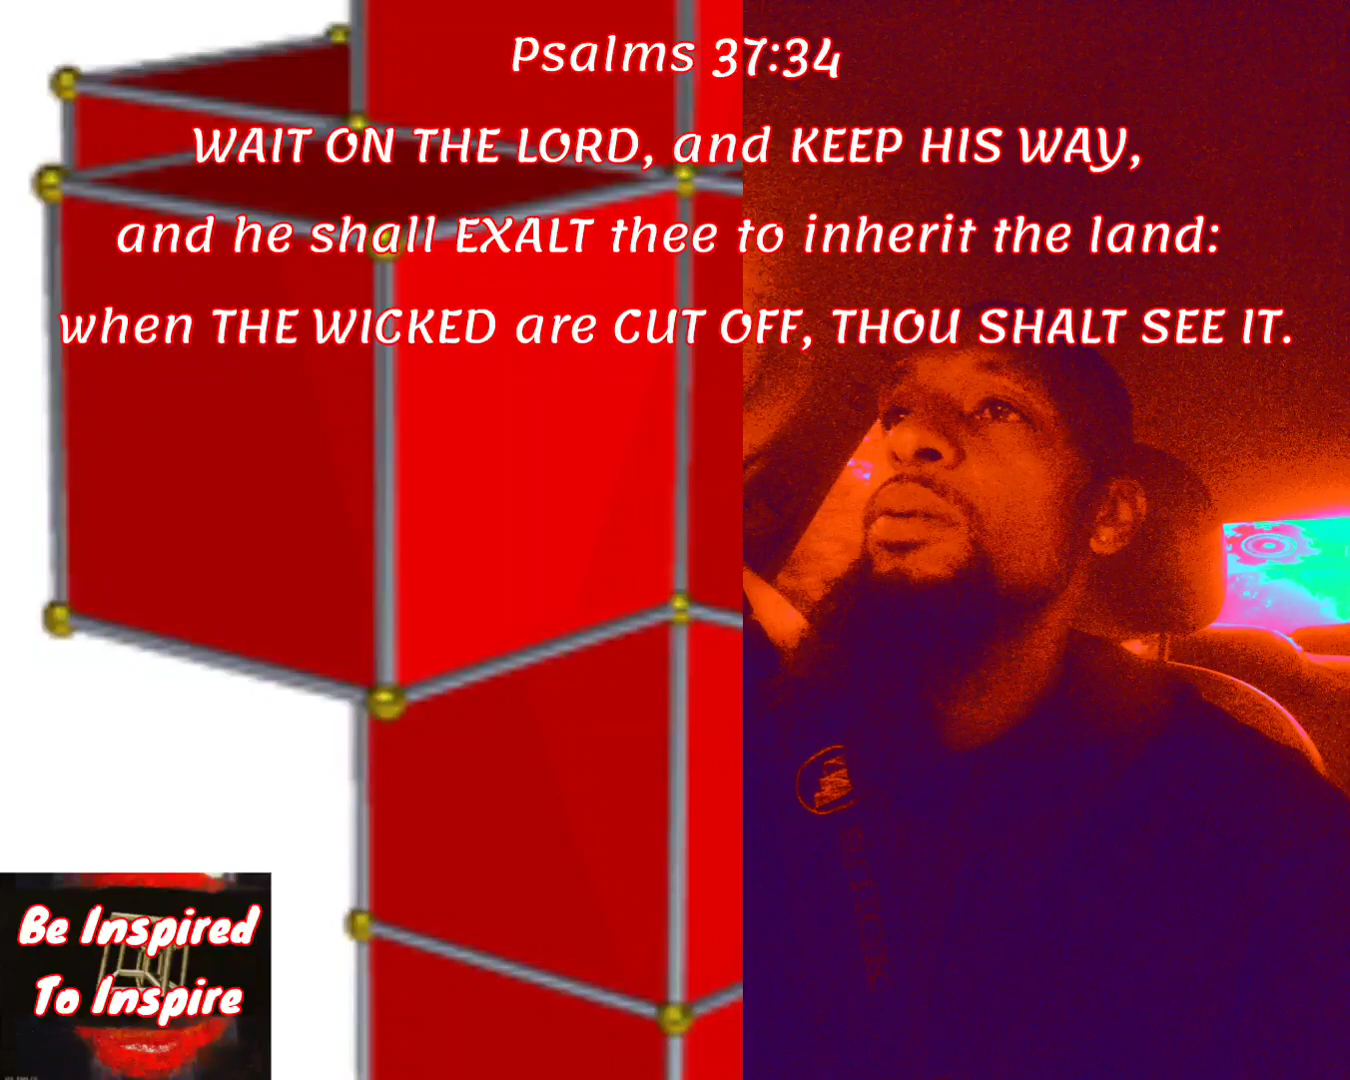 Psalms 37:34
WAIT ON THE LORD, and KEEP HIS WAY,
and he shall EXALT thee to inherit the land:
when THE WICKED are CUT OFF, THOU SHALT SEE IT.
Be Inspired
To Inspire